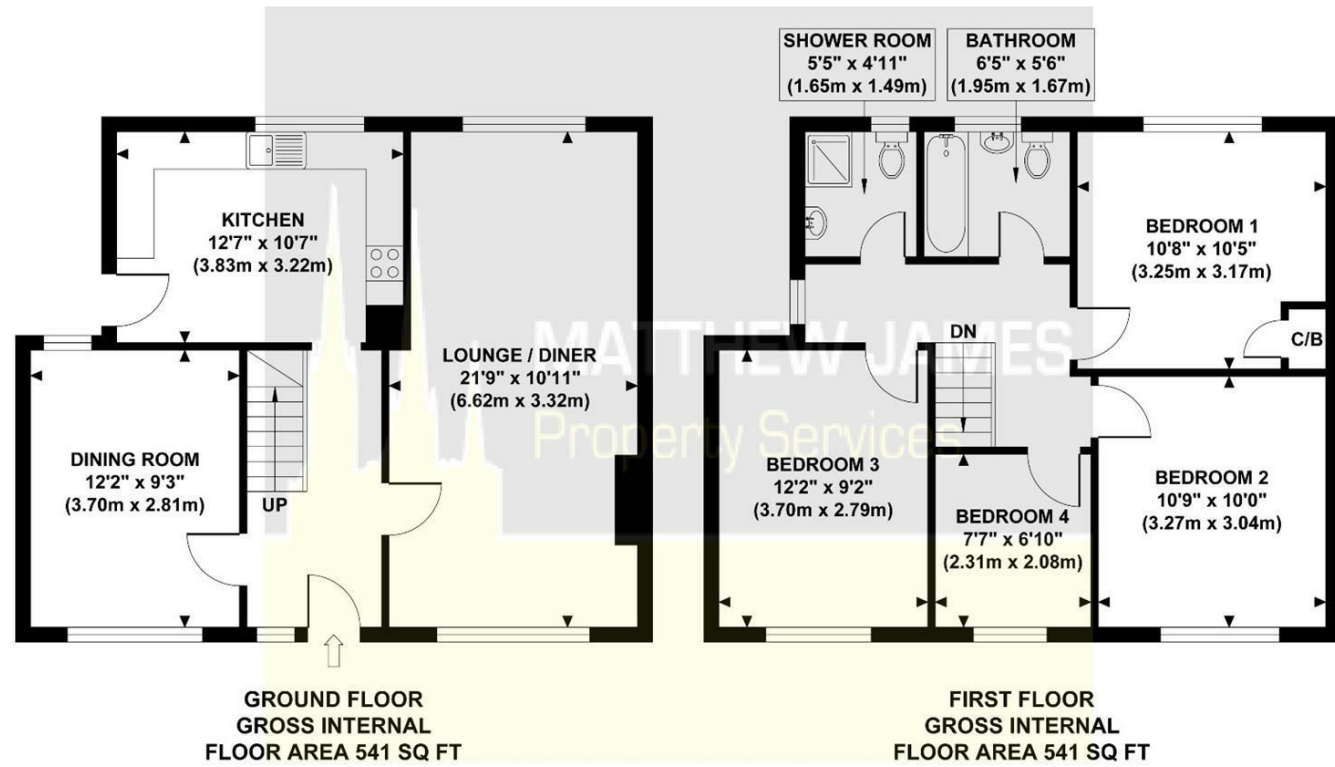 SHOWER ROOM
5'5" x 4'11"
(1.65m x 1.49m)
BATHROOM
6'5" x 5'6"
(1.95m x 1.67m)
KITCHEN
12'7" x 10'7"
(3.83m x 3.22m)
LOUNGE / DINER
21'9" x 10'11"
(6.62m x 3.32m)
DINING ROOM
12'2" x 9'3"
(3.70m x 2.81m)
UP
BEDROOM 1
10'8" x 10'5"
(3.25m x 3.17m)
C/B
DN
MATTHEW JAMES
Property Services
BEDROOM 3
12'2" x 9'2"
(3.70m x 2.79m)
BEDROOM 4
7'7" x 6'10"
(2.31m x 2.08m)
BEDROOM 2
10'9" x 10'0"
(3.27m x 3.04m)
GROUND FLOOR
GROSS INTERNAL
FLOOR AREA 541 SQ FT
FIRST FLOOR
GROSS INTERNAL
FLOOR AREA 541 SQ FT